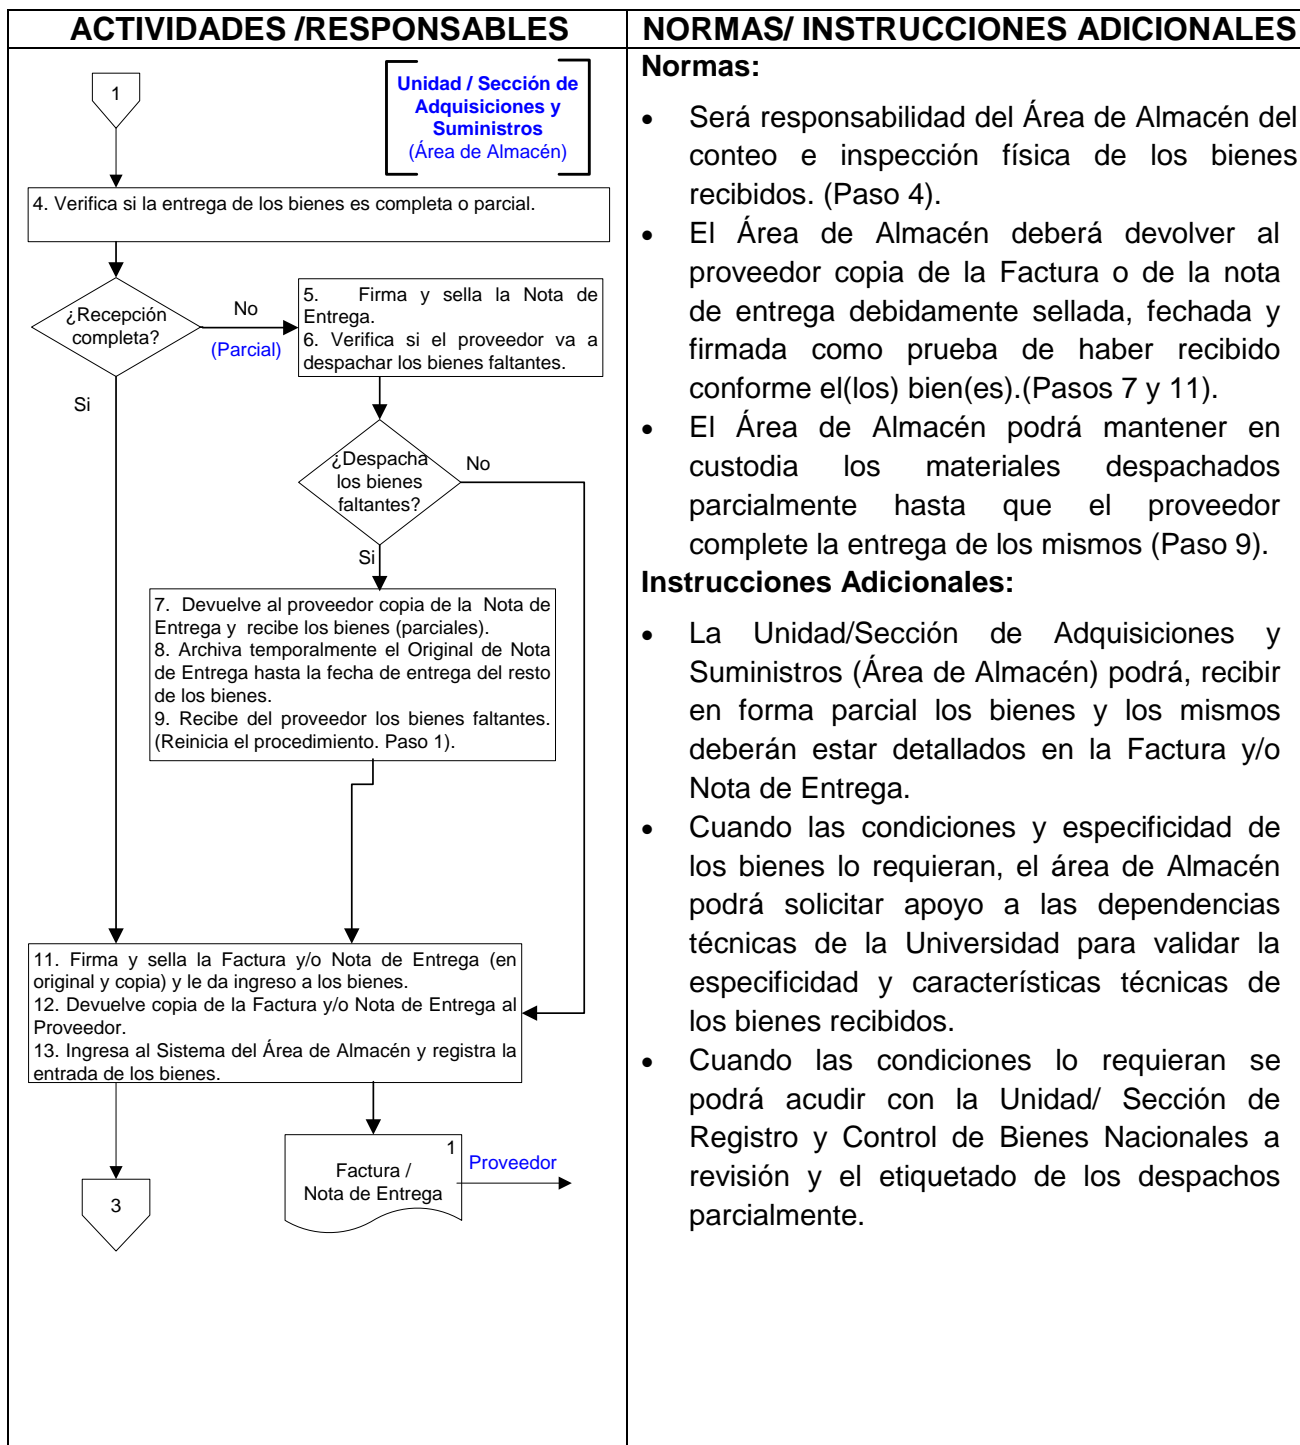 ACTIVIDADES /RESPONSABLES
1
Unidad / Sección de
Adquisiciones y
Suministros
(Área de Almacén)
4. Verifica si la entrega de los bienes es completa o parcial.
¿Recepción
completa?
No
(Parcial)
Si
5. Firma y sella la Nota de
Entrega.
6. Verifica si el proveedor va a
despachar los bienes faltantes.
¿Despacha
los bienes
faltantes?
No
Si
7. Devuelve al proveedor copia de la Nota de
Entrega y recibe los bienes (parciales).
8. Archiva temporalmente el Original de Nota
de Entrega hasta la fecha de entrega del resto
de los bienes.
9. Recibe del proveedor los bienes faltantes.
(Reinicia el procedimiento. Paso 1).
11. Firma y sella la Factura y/o Nota de Entrega (en
original y copia) y le da ingreso a los bienes.
12. Devuelve copia de la Factura y/o Nota de Entrega al
Proveedor.
13. Ingresa al Sistema del Área de Almacén y registra la
entrada de los bienes.
1
Factura /
Nota de Entrega
Proveedor
3
NORMAS/ INSTRUCCIONES ADICIONALES
Normas:
• Será responsabilidad del Área de Almacén del
conteo e inspección física de los bienes
recibidos. (Paso 4).
• El Área de Almacén deberá devolver al
proveedor copia de la Factura o de la nota
de entrega debidamente sellada, fechada y
firmada como prueba de haber recibido
conforme el(los) bien(es).(Pasos 7 y 11).
• El Área de Almacén podrá mantener en
custodia los materiales despachados
parcialmente hasta que el proveedor
complete la entrega de los mismos (Paso 9).
Instrucciones Adicionales:
• La Unidad/Sección de Adquisiciones y
Suministros (Área de Almacén) podrá, recibir
en forma parcial los bienes y los mismos
deberán estar detallados en la Factura y/o
Nota de Entrega.
• Cuando las condiciones y especificidad de
los bienes lo requieran, el área de Almacén
podrá solicitar apoyo a las dependencias
técnicas de la Universidad para validar la
especificidad y características técnicas de
los bienes recibidos.
• Cuando las condiciones lo requieran se
podrá acudir con la Unidad/ Sección de
Registro y Control de Bienes Nacionales a
revisión y el etiquetado de los despachos
parcialmente.